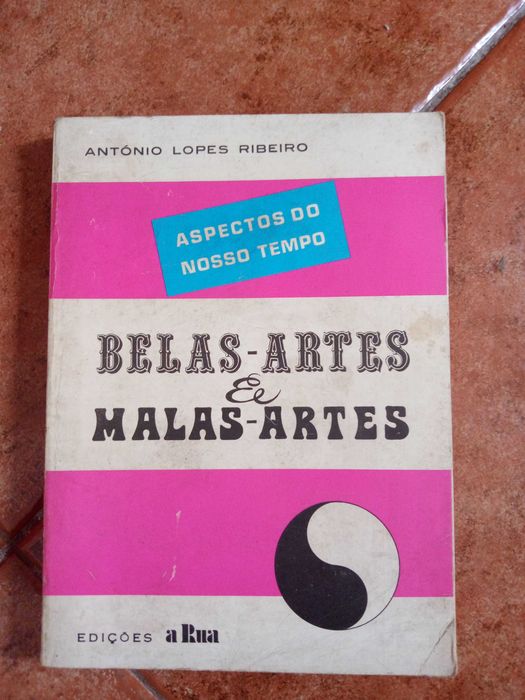 ANTÓNIO LOPES RIBEIRO
ASPECTOS DO
NOSSO TEMPO
BELAS-ARTES
&
MALAS-ARTES
EDIÇÕES a Rua